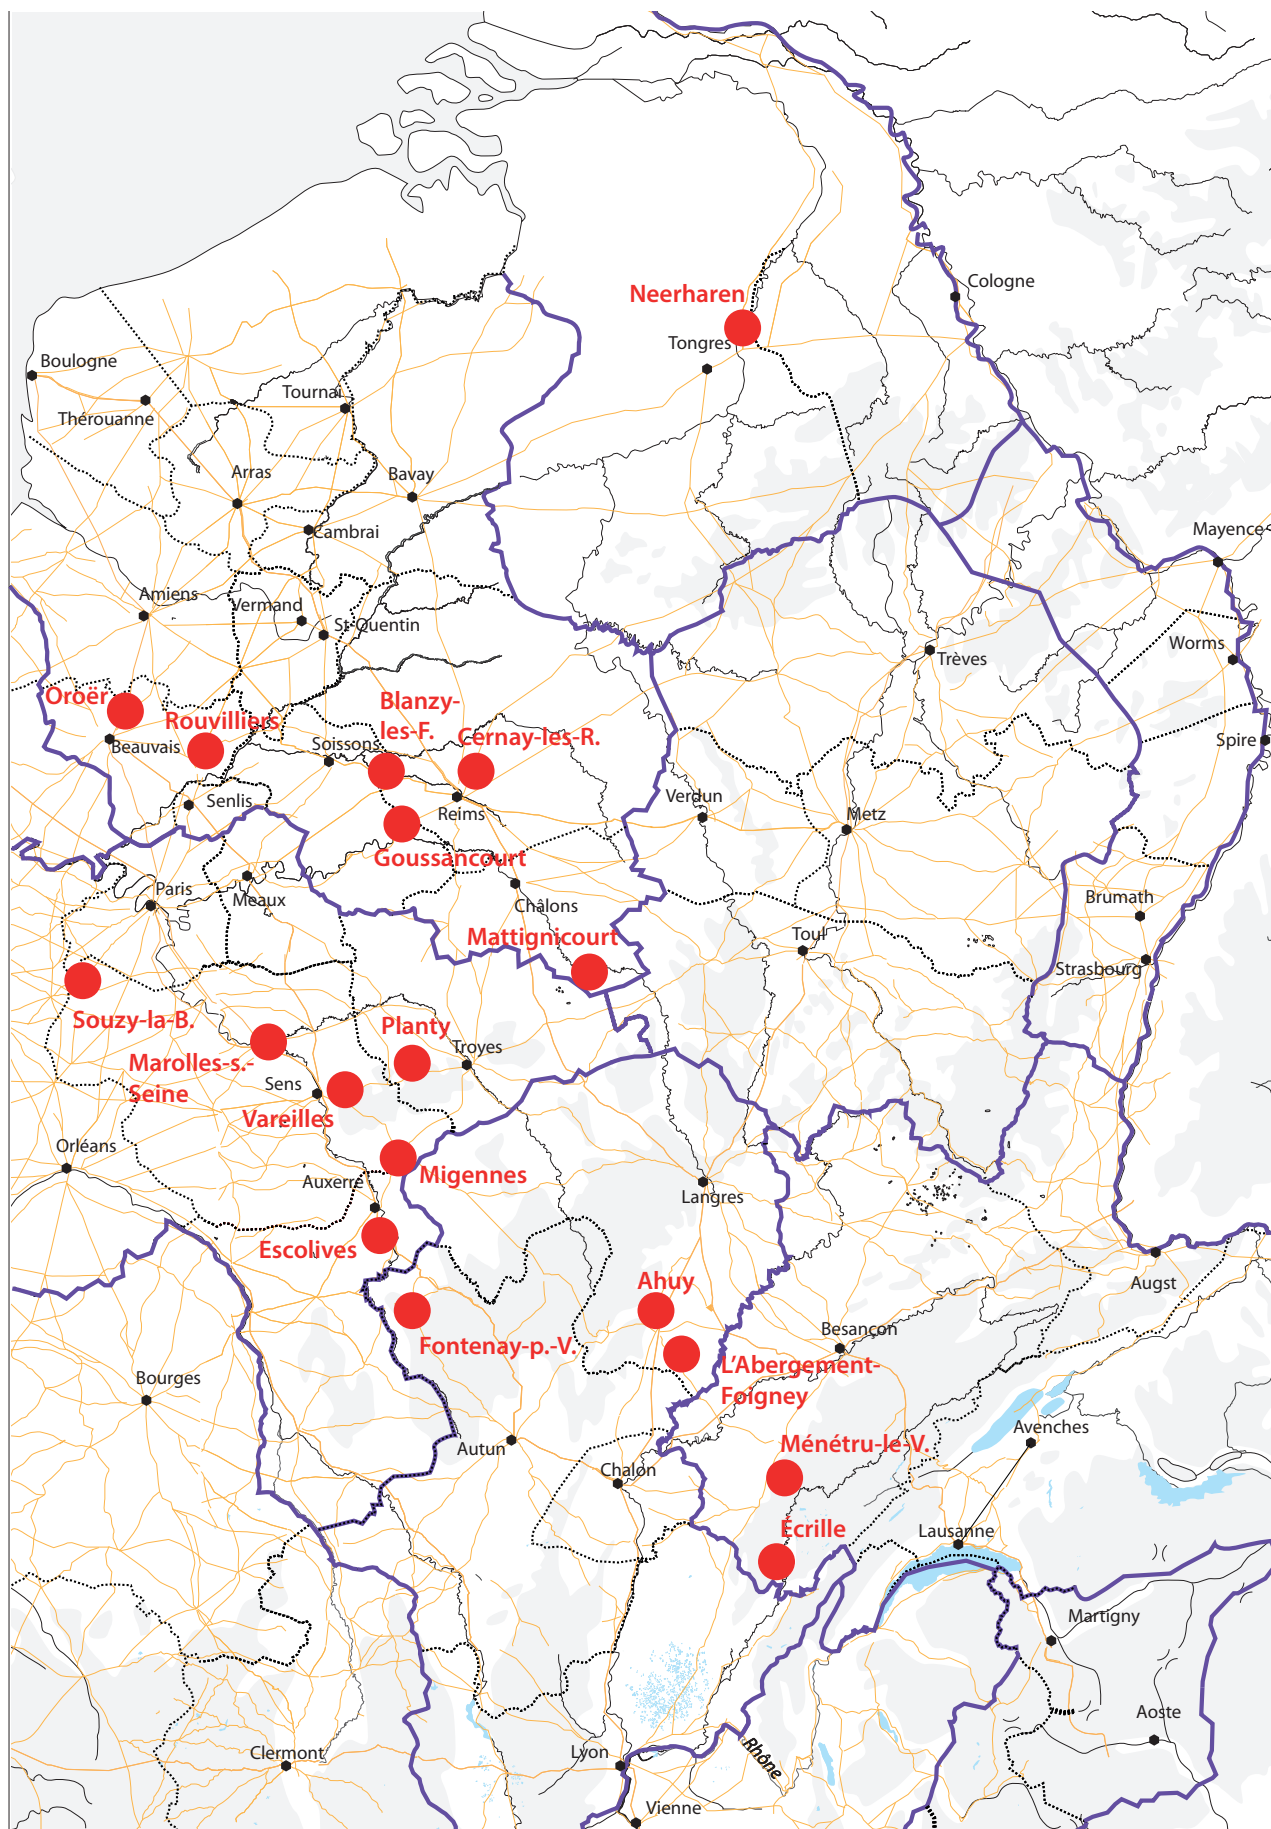 Neerharen
Cologne
Tongres
Boulogne
Thérouanne
Tournai
Arras
Bavay
Cambrai
Mayence
Amiens
Vermand
St-Quentin
Trèves
Worms
Oroër
Rouvilliers
Beauvais
Blanzy-
les-F.
Cernay-les-R.
Soissons
Spire
Senlis
Reims
Verdun
Metz
Goussancourt
Paris
Meaux
Châlons
Brumath
Mattignicourt
Toul
Strasbourg
Souzy-la-B.
Planty
Troyes
Marolles-s.-
Seine
Sens
Vareilles
Orléans
Auxerre
Migennes
Langres
Escolives
Ahuy
Augst
Fontenay-p.-V.
Besançon
L'Abergement-
Foigney
Bourges
Avenches
Autun
Ménétru-le-V.
Chalon
Ecrille
Lausanne
Martigny
Aoste
Clermont
Lyon
Rhône
Vienne